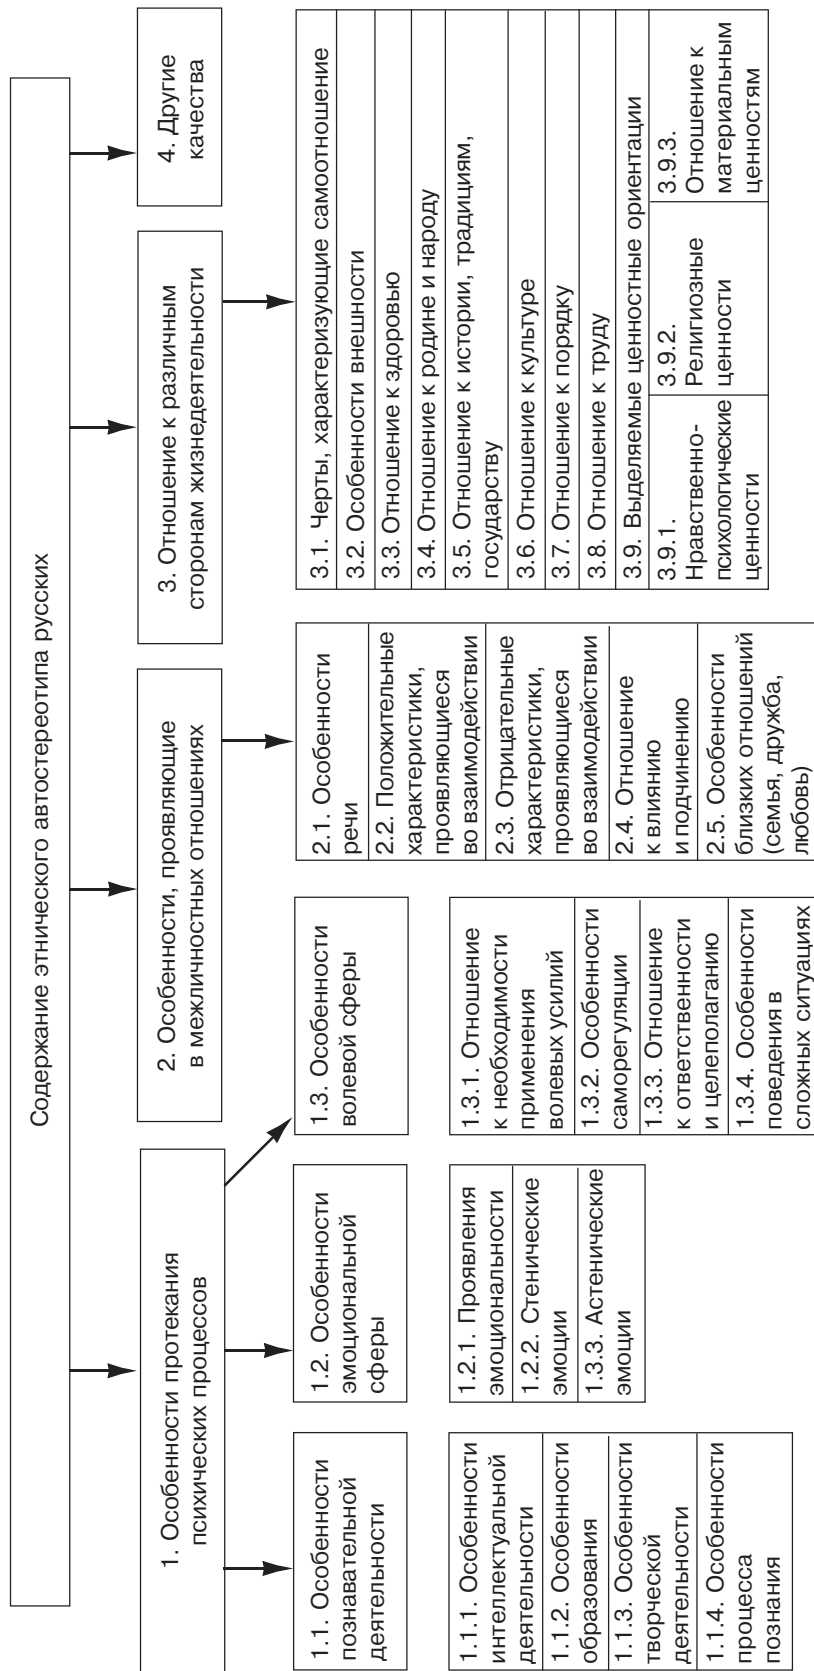 Содержание этнического автостереотипа русских
1. Особенности протекания
психических процессов
2. Особенности, проявляющие
в межличностных отношениях
3. Отношение к различным
сторонам жизнедеятельности
4. Другие
качества
1.1. Особенности
познавательной
деятельности
1.2. Особенности
эмоциональной
сферы
1.3. Особенности
волевой сферы
1.1.1. Особенности
интеллектуальной
деятельности
1.1.2. Особенности
образования
1.1.3. Особенности
творческой
деятельности
1.1.4. Особенности
процесса
познания
1.2.1. Проявления
эмоциональности
1.2.2. Стенические
эмоции
1.3.3. Астенические
эмоции
1.3.1. Отношение
к необходимости
применения
волевых усилий
1.3.2. Особенности
саморегуляции
1.3.3. Отношение
к ответственности
и целеполаганию
1.3.4. Особенности
поведения в
сложных ситуациях
2.1. Особенности
речи
2.2. Положительные
характеристики,
проявляющиеся
во взаимодействии
2.3. Отрицательные
характеристики,
проявляющиеся
во взаимодействии
2.4. Отношение
к влиянию
и подчинению
2.5. Особенности
близких отношений
(семья, дружба,
любовь)
3.1. Черты, характеризующие самоотношение
3.2. Особенности внешности
3.3. Отношение к здоровью
3.4. Отношение к родине и народу
3.5. Отношение к истории, традициям,
государству
3.6. Отношение к культуре
3.7. Отношение к порядку
3.8. Отношение к труду
3.9. Выделяемые ценностные ориентации
3.9.1.
Нравственно-
психологические
ценности
3.9.2.
Религиозные
ценности
3.9.3.
Отношение к
материальным
ценностям